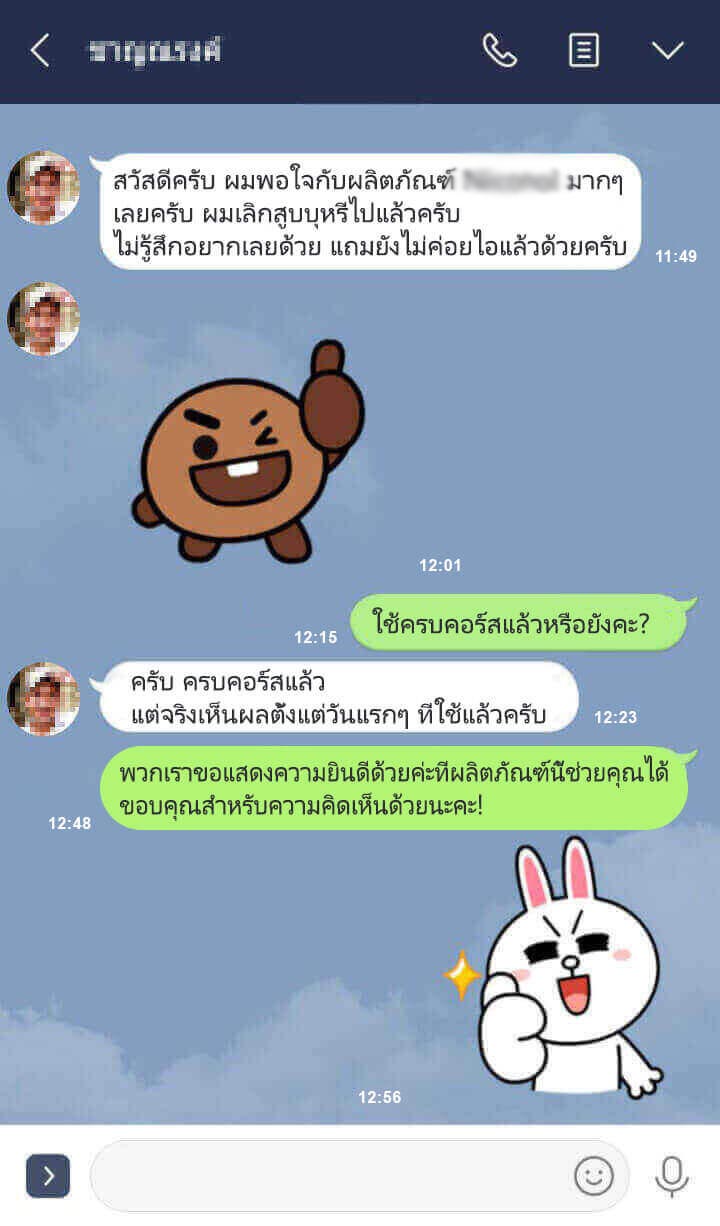 สวัสดีครับ ผมพอใจกับผลิตภัณฑ์ มากๆ
เลยครับ ผมเลิกสูบบุหรี่ไปแล้วครับ
ไม่รู้สึกอยากเลยด้วย แถมยังไม่ค่อยไอแล้วด้วยครับ
11:49
12:01
ใช้ครบคอร์สแล้วหรือยังคะ?
12:15
ครับ ครบคอร์สแล้ว
แต่จริงเห็นผลตั้งแต่วันแรกๆ ที่ใช้แล้วครับ
12:23
พวกเราขอแสดงความยินดีด้วยค่ะที่ผลิตภัณฑ์นี้ช่วยคุณได้
ขอบคุณสำหรับความคิดเห็นด้วยนะคะ!
12:48
12:56